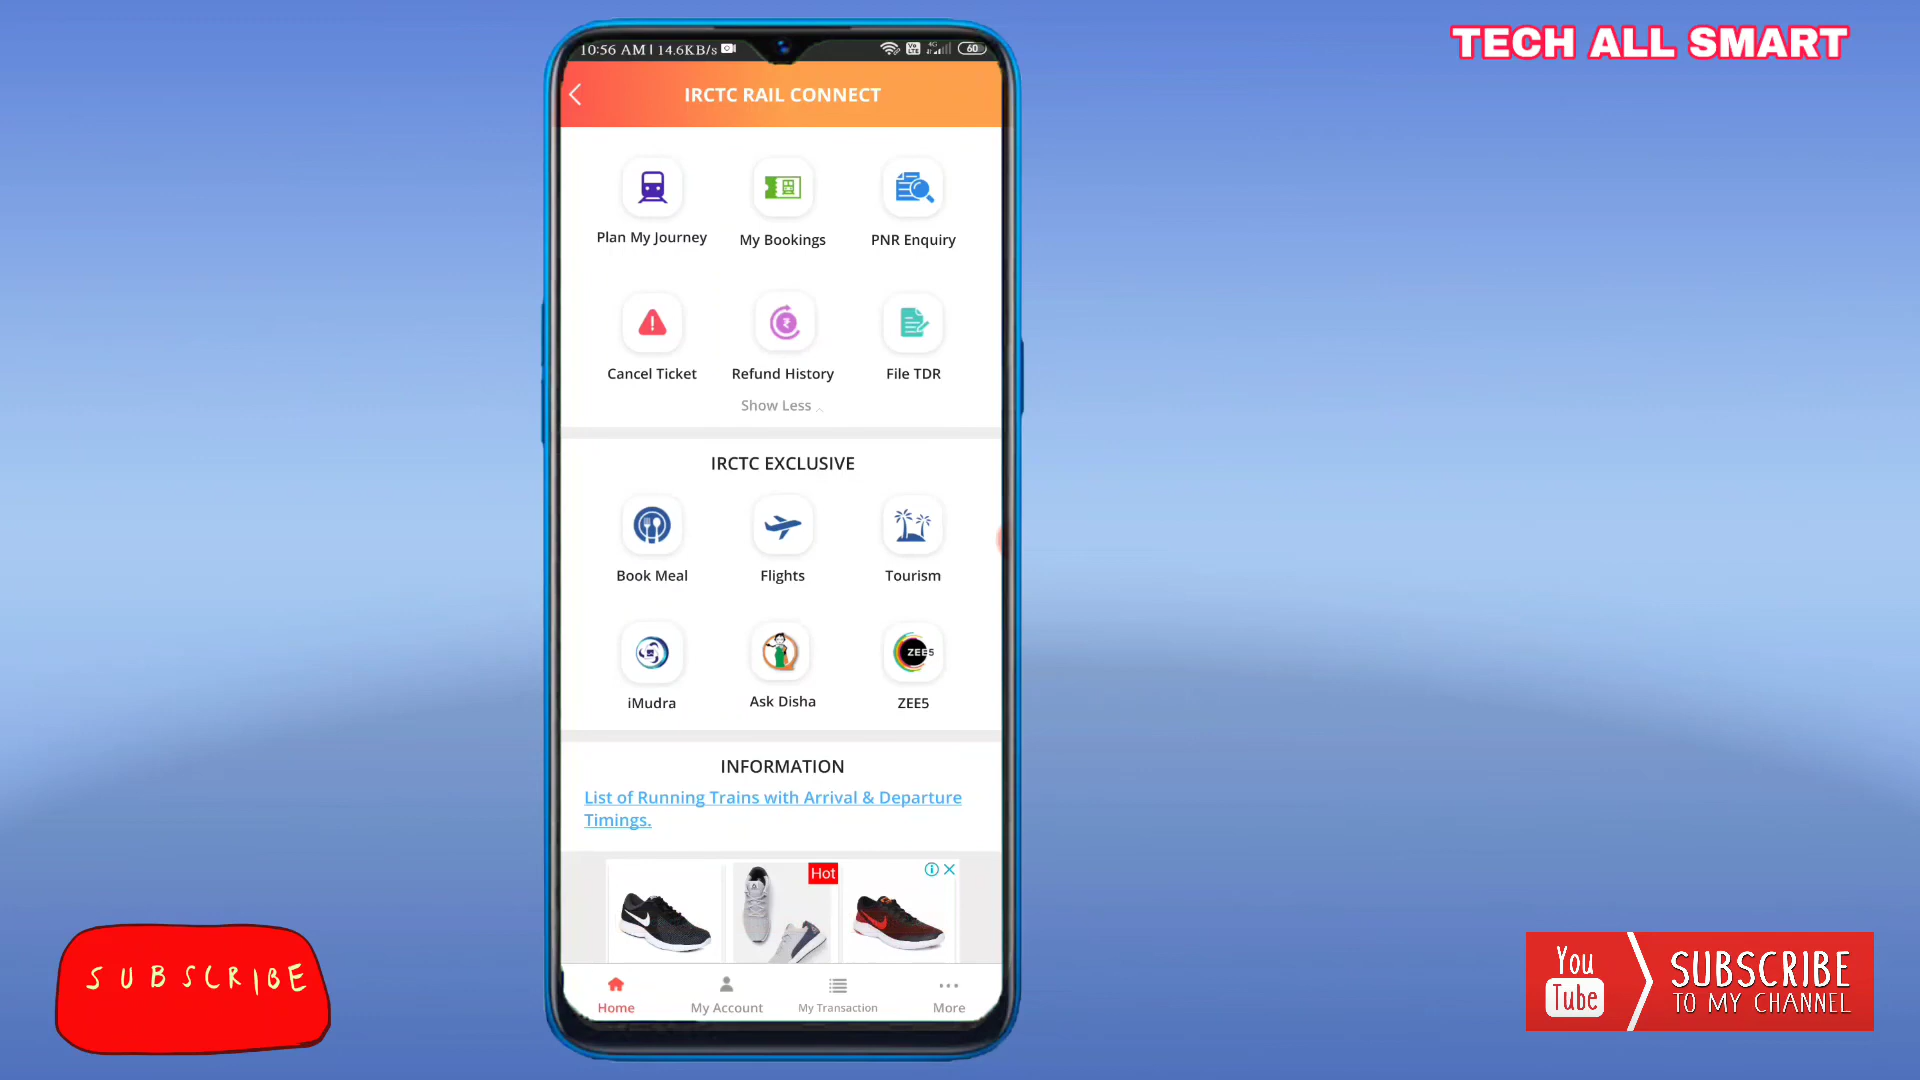 TECH ALL SMART
10:56 AM | 14.6KB/s
4G
60
IRCTC RAIL CONNECT
Plan My Journey
My Bookings
PNR Enquiry
Cancel Ticket
Refund History
File TDR
Show Less
IRCTC EXCLUSIVE
Book Meal
Flights
Tourism
ZEE5
iMudra
Ask Disha
ZEE5
INFORMATION
List of Running Trains with Arrival & Departure
Timings.
Hot
Home
My Account
My Transaction
More
SUBSCRIBE
You
Tube
SUBSCRIBE
TO MY CHANNEL